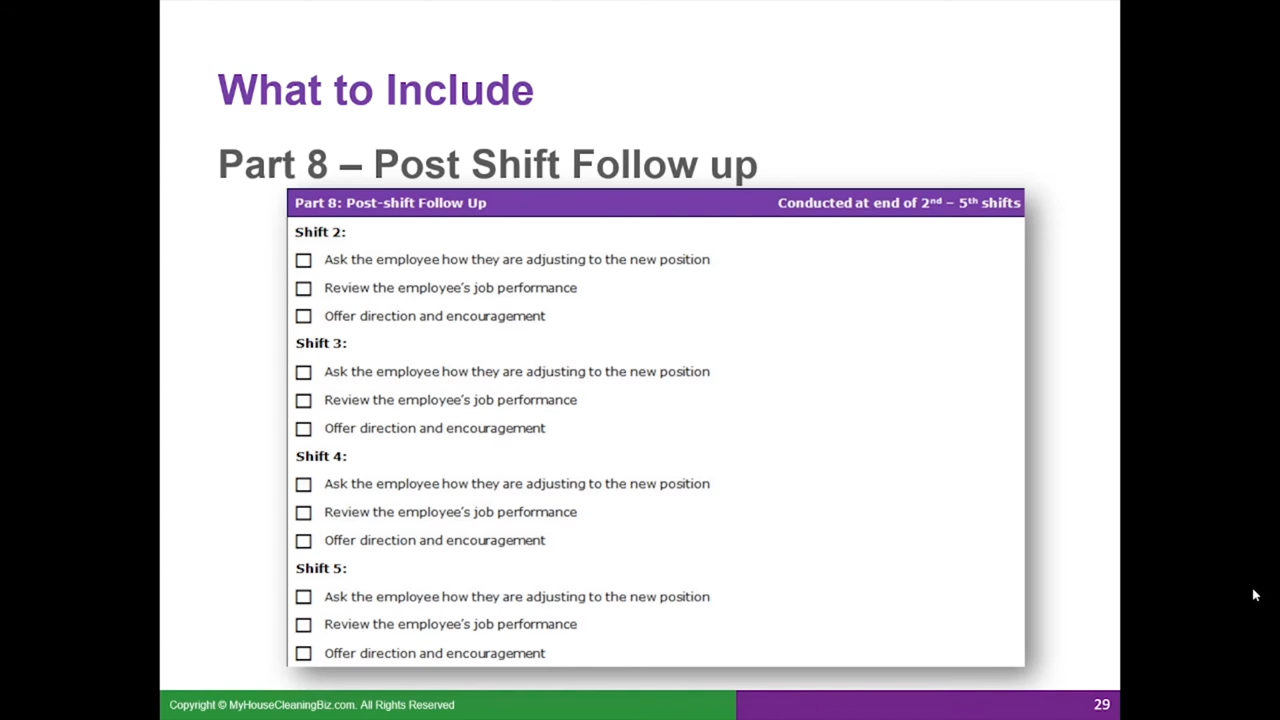 What to Include
Part 8 – Post Shift Follow up
Part 8: Post-shift Follow Up Conducted at end of 2nd – 5th shifts
Shift 2:
Ask the employee how they are adjusting to the new position
Review the employee's job performance
Offer direction and encouragement
Shift 3:
Ask the employee how they are adjusting to the new position
Review the employee's job performance
Offer direction and encouragement
Shift 4:
Ask the employee how they are adjusting to the new position
Review the employee's job performance
Offer direction and encouragement
Shift 5:
Ask the employee how they are adjusting to the new position
Review the employee's job performance
Offer direction and encouragement
Copyright © MyHouseCleaningBiz.com. All Rights Reserved 29